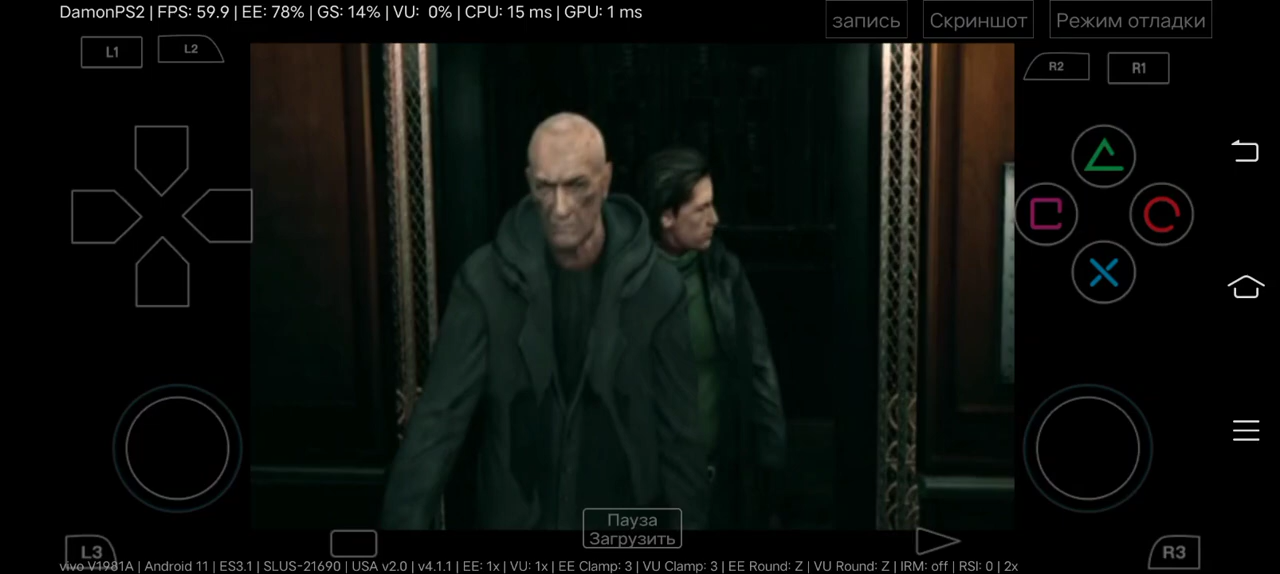 DamonPS2 | FPS: 59.9 | EE: 78% | GS: 14% | VU: 0% | CPU: 15 ms | GPU: 1 ms
запись
Скриншот
Режим отладки
L1
L2
R2
R1
Пауза
Загрузить
L3
R3
vivo V1981A | Android 11 | ES3.1 | SLUS-21690 | USA v2.0 | v4.1.1 | EE: 1x | VU: 1x | EE Clamp: 3 | VU Clamp: 3 | EE Round: Z | VU Round: Z | IRM: off | RSI: 0 | 2x